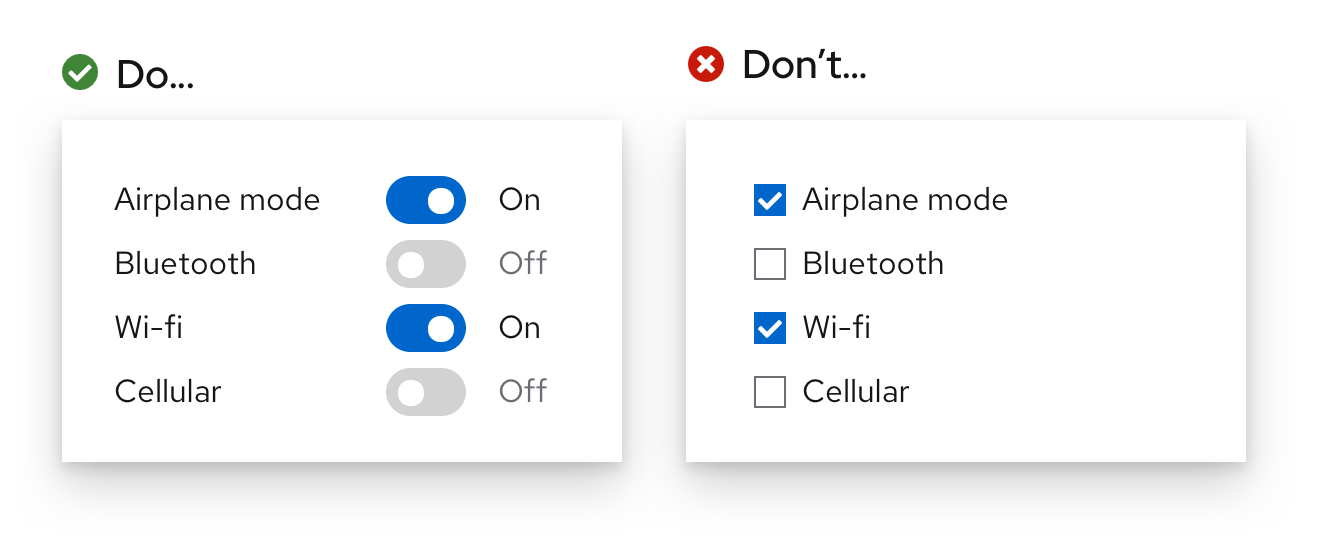 Do...
Airplane mode On
Bluetooth Off
Wi-fi On
Cellular Off
Don’t...
Airplane mode
Bluetooth
Wi-fi
Cellular